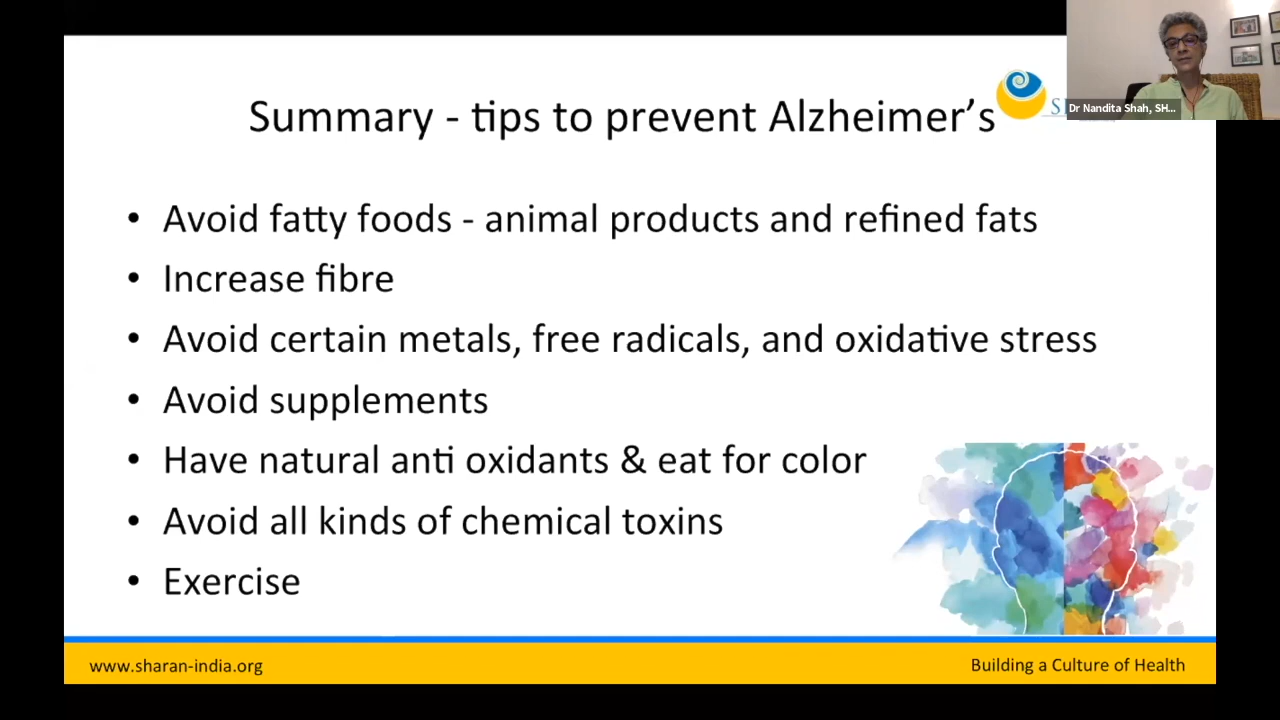 Summary - tips to prevent Alzheimer's
Dr Nandita Shah, SH...
• Avoid fatty foods - animal products and refined fats
• Increase fibre
• Avoid certain metals, free radicals, and oxidative stress
• Avoid supplements
• Have natural anti oxidants & eat for color
• Avoid all kinds of chemical toxins
• Exercise
www.sharan-india.org
Building a Culture of Health